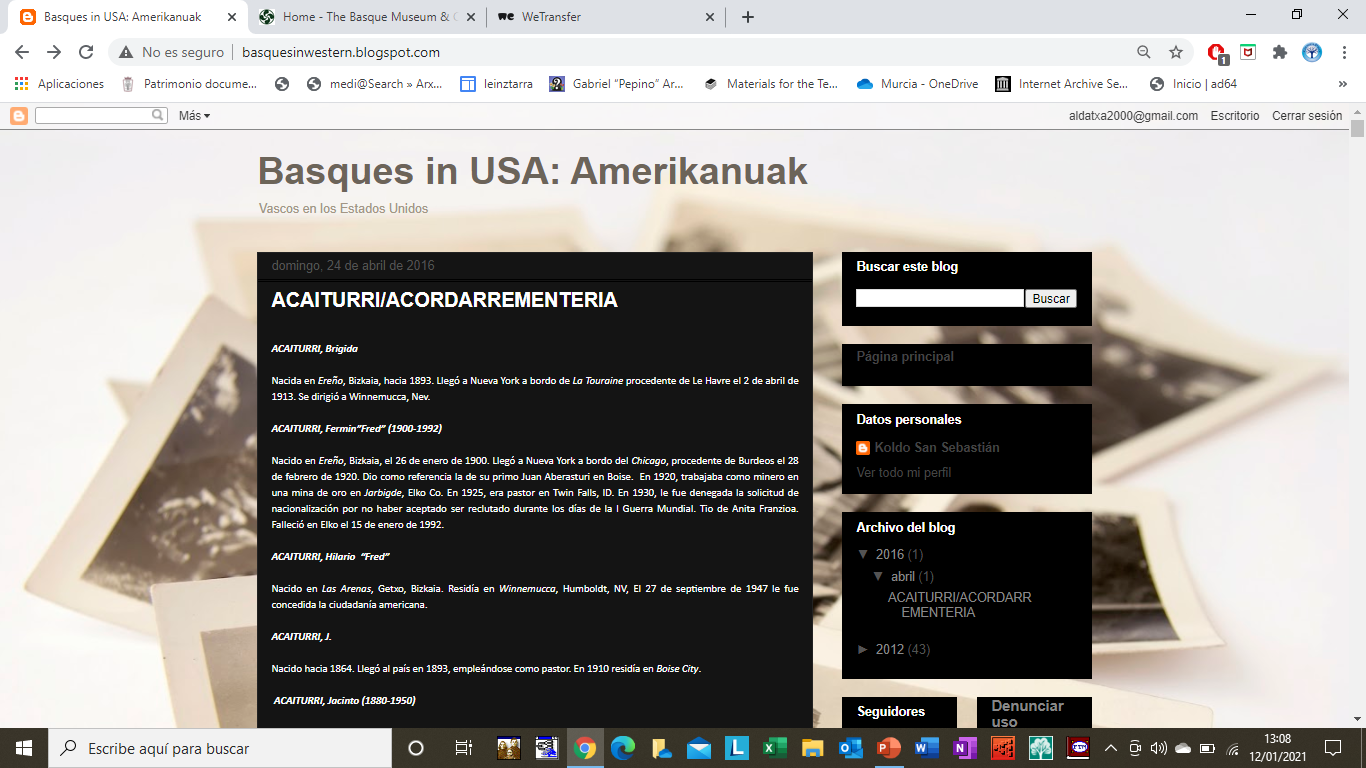 Basques in USA: Amerikanuak
Home - The Basque Museum & C
WeTransfer
No es seguro
basquesinwestern.blogspot.com
1
Aplicaciones
Patrimonio docume...
medi@Search » Arx...
leinztarra
Gabriel "Pepino" Ar...
Materials for the Te...
Murcia - OneDrive
Internet Archive Se...
Inicio | ad64
»
Más
aldatxa2000@gmail.com
Escritorio
Cerrar sesión
Basques in USA: Amerikanuak
Vascos en los Estados Unidos
domingo, 24 de abril de 2016
ACAITURRI/ACORDARREMENTERIA
ACAITURRI, Brigida
Nacida en Ereño, Bizkaia, hacia 1893. Llegó a Nueva York a bordo de La Touraine procedente de Le Havre el 2 de abril de
1913. Se dirigió a Winnemucca, Nev.
ACAITURRI, Fermin"Fred" (1900-1992)
Nacido en Ereño, Bizkaia, el 26 de enero de 1900. Llegó a Nueva York a bordo del Chicago, procedente de Burdeos el 28
de febrero de 1920. Dio como referencia la de su primo Juan Aberasturi en Boise. En 1920, trabajaba como minero en
una mina de oro en Jarbigde, Elko Co. En 1925, era pastor en Twin Falls, ID. En 1930, le fue denegada la solicitud de
nacionalización por no haber aceptado ser reclutado durante los días de la I Guerra Mundial. Tio de Anita Franzioa.
Falleció en Elko el 15 de enero de 1992.
ACAITURRI, Hilario "Fred"
Nacido en Las Arenas, Getxo, Bizkaia. Residía en Winnemucca, Humboldt, NV, El 27 de septiembre de 1947 le fue
concedida la ciudadanía americana.
ACAITURRI, J.
Nacido hacia 1864. Llegó al país en 1893, empleándose como pastor. En 1910 residía en Boise City.
ACAITURRI, Jacinto (1880-1950)
Buscar este blog
Buscar
Página principal
Datos personales
Koldo San Sebastián
Ver todo mi perfil
Archivo del blog
▼ 2016 (1)
▼ abril (1)
ACAITURRI/ACORDARR
EMENTERIA
► 2012 (43)
Seguidores
Denunciar
uso
Escribe aquí para buscar
13:08
12/01/2021